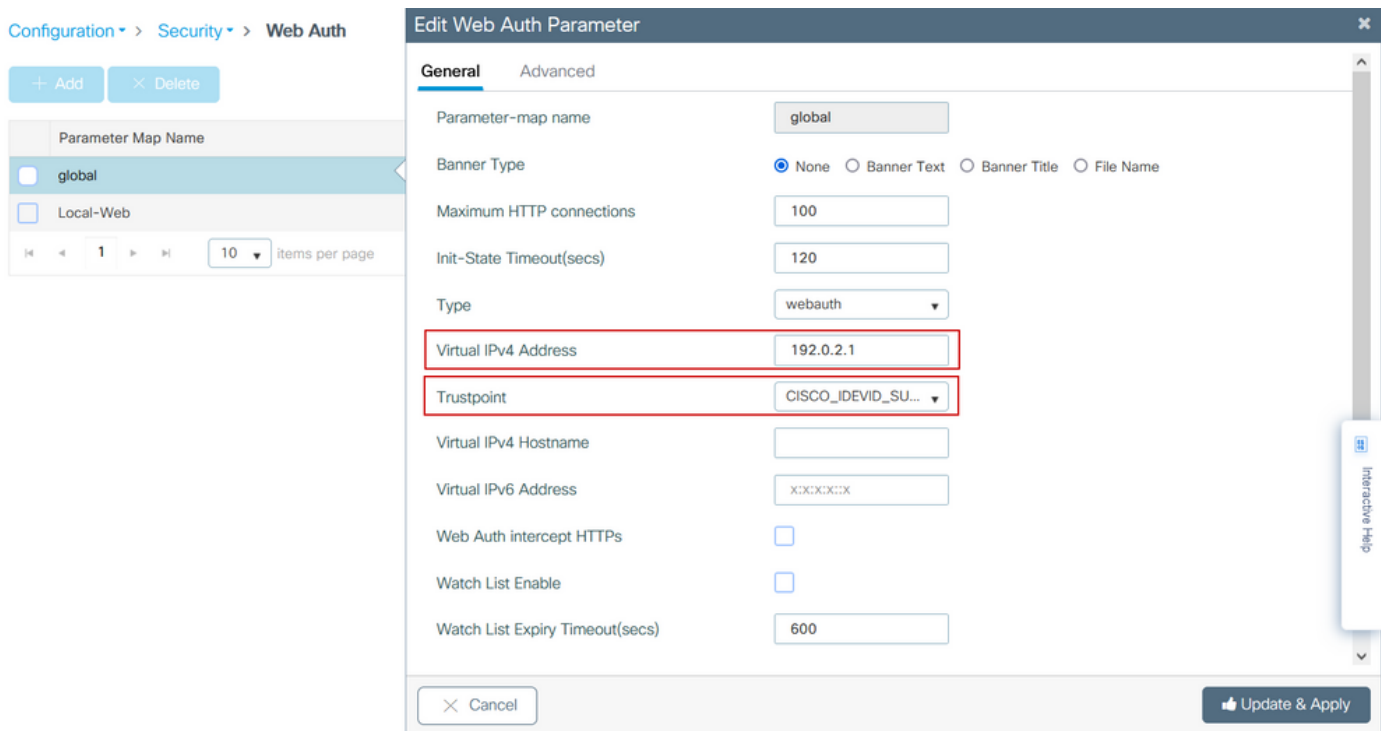 Configuration > Security > Web Auth
+ Add
× Delete
Parameter Map Name
global
Local-Web
1
10
items per page
Edit Web Auth Parameter
General
Advanced
Parameter-map name
global
Banner Type
None
Banner Text
Banner Title
File Name
Maximum HTTP connections
100
Init-State Timeout(secs)
120
Type
webauth
Virtual IPv4 Address
192.0.2.1
Trustpoint
CISCO_IDEVID_SU...
Virtual IPv4 Hostname
Virtual IPv6 Address
x:x:x:x::x
Web Auth intercept HTTPs
Watch List Enable
Watch List Expiry Timeout(secs)
600
Interactive Help
× Cancel
Update & Apply